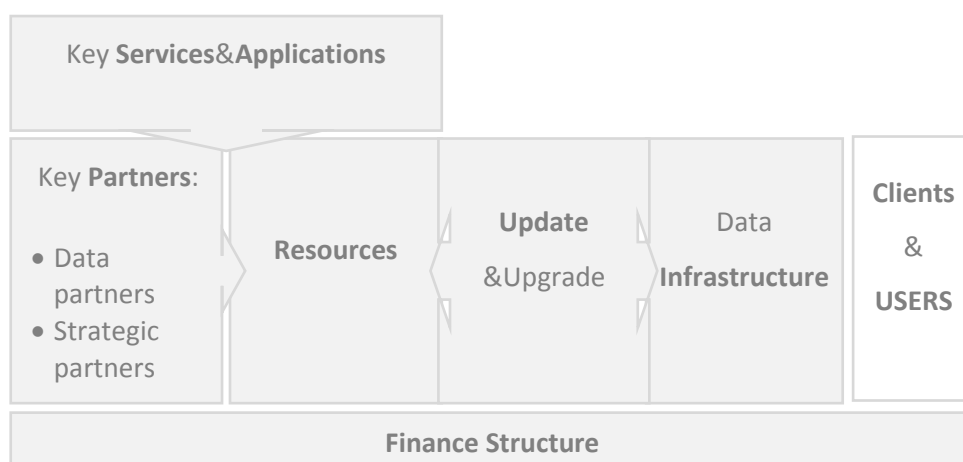 Key Services&Applications
Key Partners:
• Data
partners
• Strategic
partners
Resources
Update
&Upgrade
Data
Infrastructure
Clients
&
USERS
Finance Structure